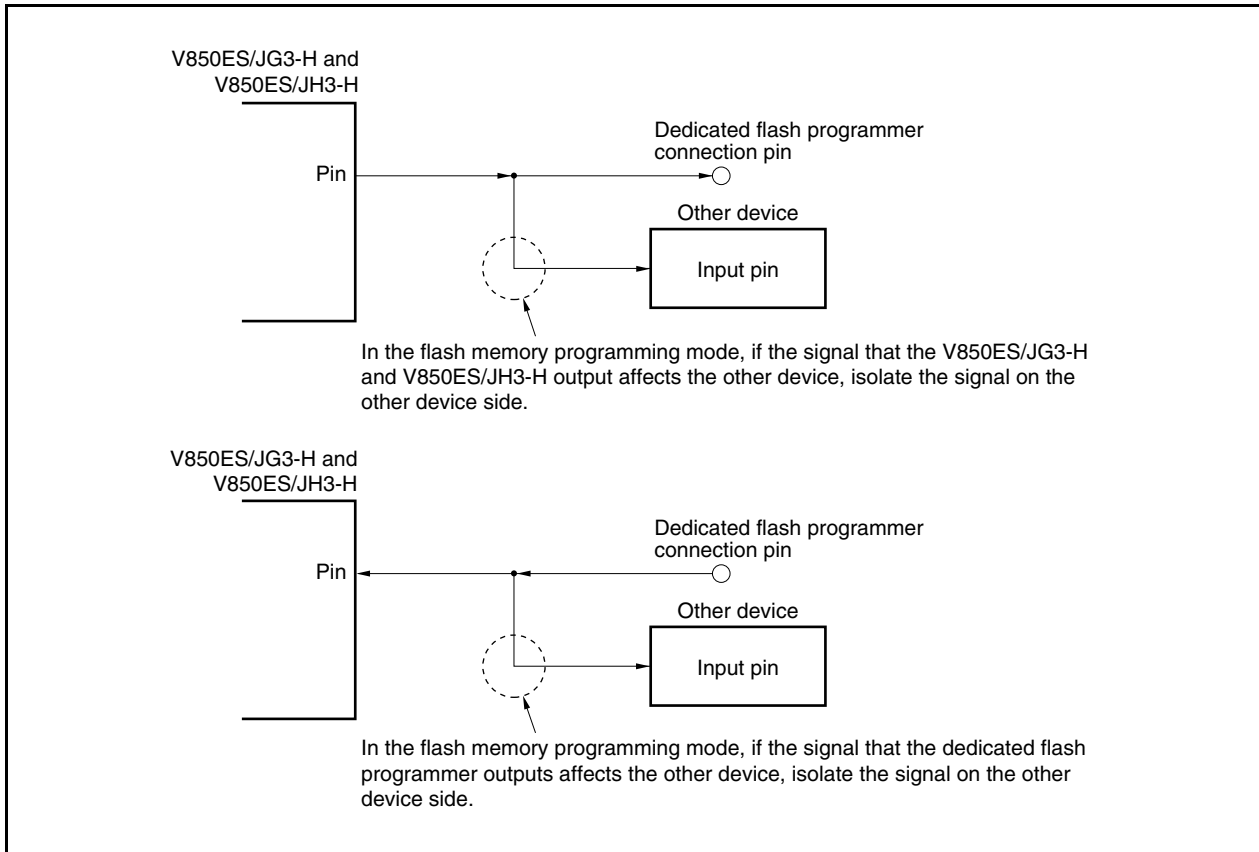 V850ES/JG3-H and
V850ES/JH3-H
Dedicated flash programmer
connection pin
Pin
Other device
Input pin
In the flash memory programming mode, if the signal that the V850ES/JG3-H
and V850ES/JH3-H output affects the other device, isolate the signal on the
other device side.
V850ES/JG3-H and
V850ES/JH3-H
Dedicated flash programmer
connection pin
Pin
Other device
Input pin
In the flash memory programming mode, if the signal that the dedicated flash
programmer outputs affects the other device, isolate the signal on the other
device side.